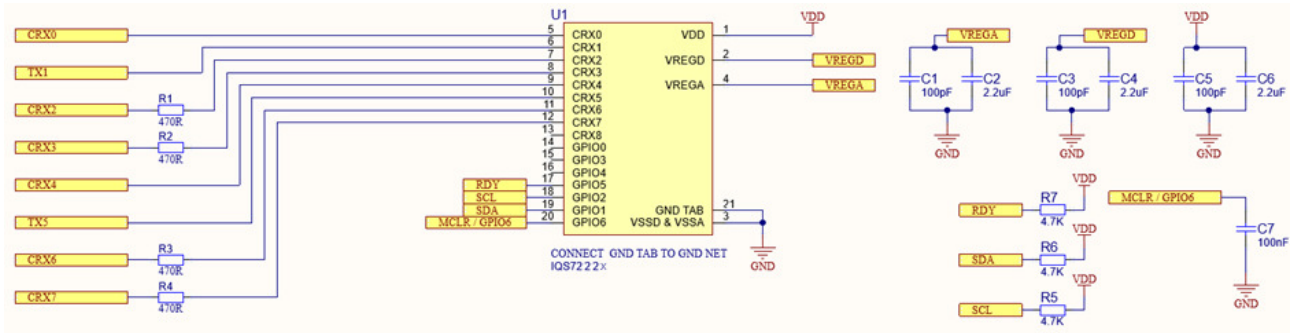 U1
CRX0
TX1
CRX2
R1
470R
CRX3
R2
470R
CRX4
TX5
CRX6
R3
470R
CRX7
R4
470R
5
6
7
8
9
10
11
12
13
14
15
16
17
18
19
20
CRX0
CRX1
CRX2
CRX3
CRX4
CRX5
CRX6
CRX7
CRX8
GPIO0
GPIO3
GPIO4
GPIO5
GPIO2
GPIO1
GPIO6
RDY
SCL
SDA
MCLR / GPIO6
VDD 1 VDD
VREGD 2 VREGD
VREGA 4 VREGA
GND TAB 21
VSSD & VSSA 3
GND
CONNECT GND TAB TO GND NET
IQS7222x
VREGA
C1
100pF
C2
2.2uF
GND
VREGD
C3
100pF
C4
2.2uF
GND
VDD
C5
100pF
C6
2.2uF
GND
RDY
R7
4.7K
VDD
SDA
R6
4.7K
VDD
SCL
R5
4.7K
VDD
MCLR / GPIO6
C7
100nF
GND